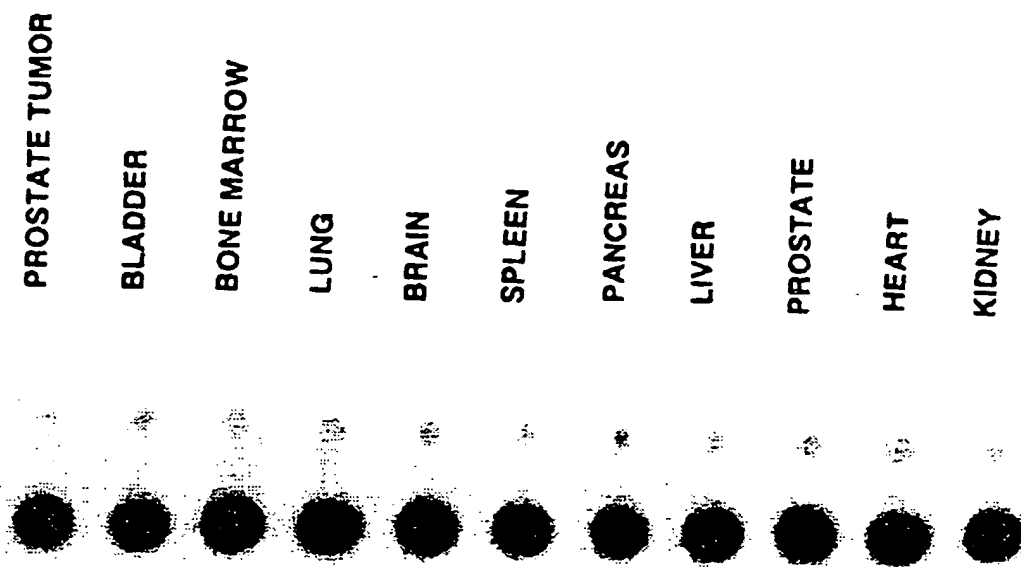 PROSTATE TUMOR
BLADDER
BONE MARROW
LUNG
BRAIN
SPLEEN
PANCREAS
LIVER
PROSTATE
HEART
KIDNEY